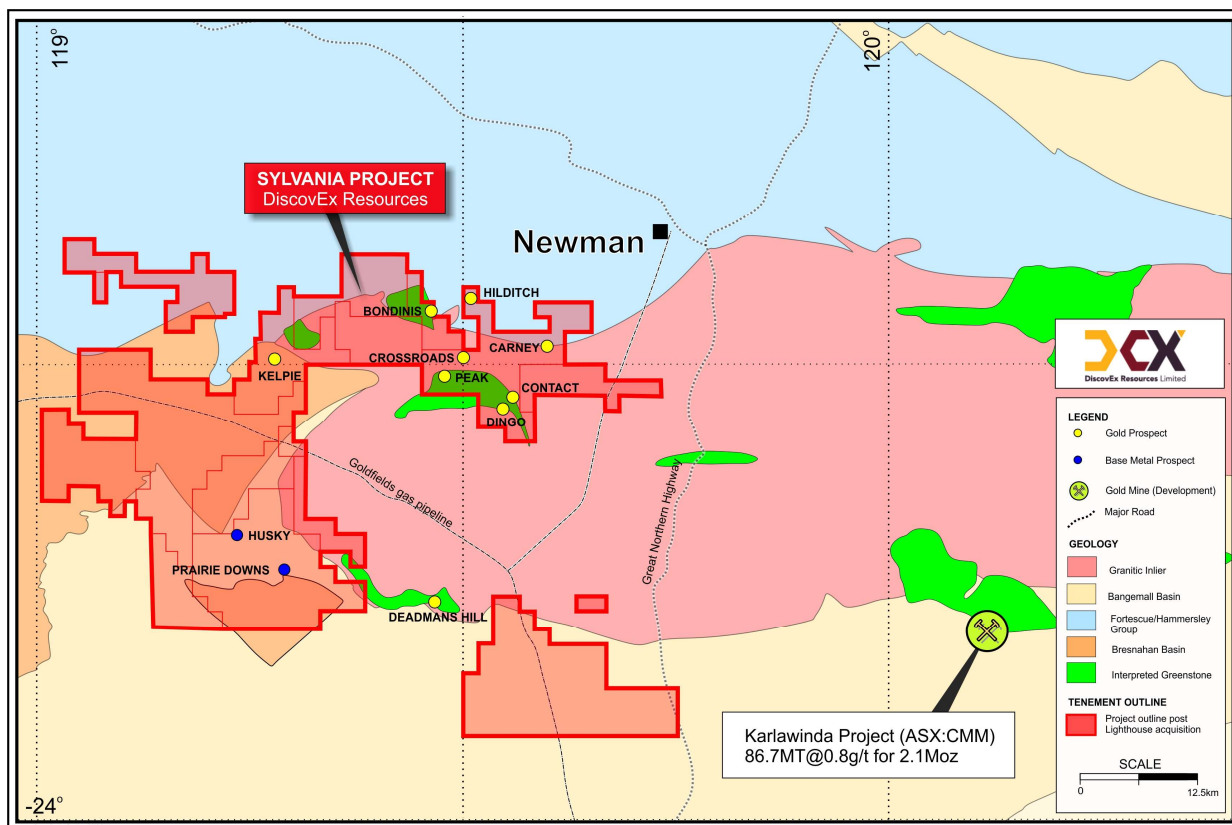 119°
120°
SYLVANIA PROJECT
DiscovEx Resources
Newman
HILDITCH
BONDINIS
CARNEY
CROSSROADS
KELPIE
PEAK
CONTACT
DINGO
Goldfields gas pipeline
Great Northern Highway
HUSKY
PRAIRIE DOWNS
DEADMANS HILL
Karlawinda Project (ASX:CMM)
86.7MT@0.8g/t for 2.1Moz
-24°
DCX
DiscovEx Resources Limited
LEGEND
Gold Prospect
Base Metal Prospect
Gold Mine (Development)
Major Road
GEOLOGY
Granitic Inlier
Bangemall Basin
Fortescue/Hammersley
Group
Bresnahan Basin
Interpreted Greenstone
TENEMENT OUTLINE
Project outline post
Lighthouse acquisition
SCALE
0
12.5km